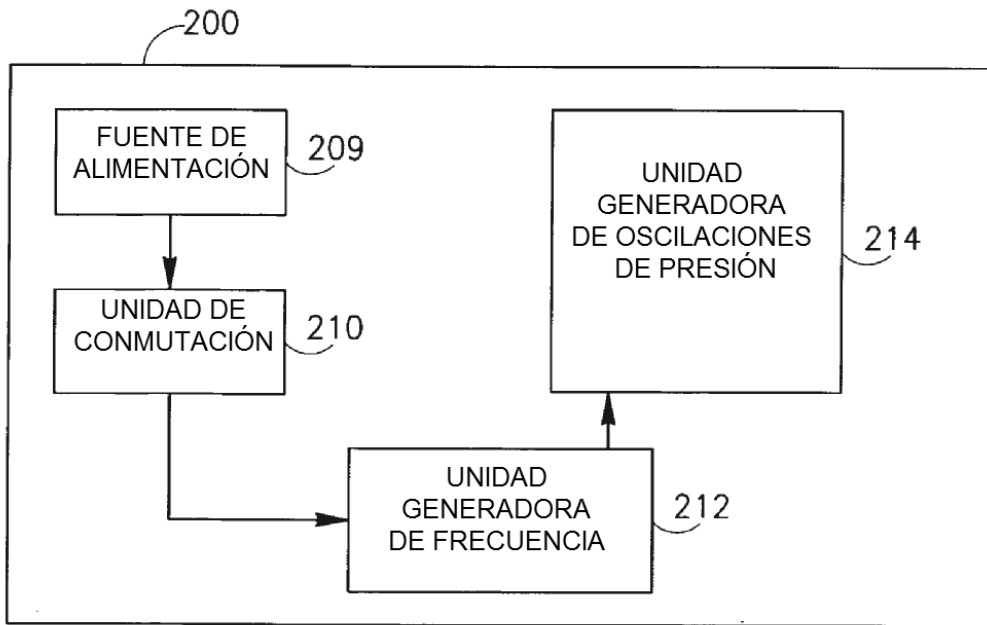 200
FUENTE DE
ALIMENTACIÓN
209
UNIDAD DE
CONMUTACIÓN
210
UNIDAD
GENERADORA
DE FRECUENCIA
212
UNIDAD
GENERADORA
DE OSCILACIONES
DE PRESIÓN
214